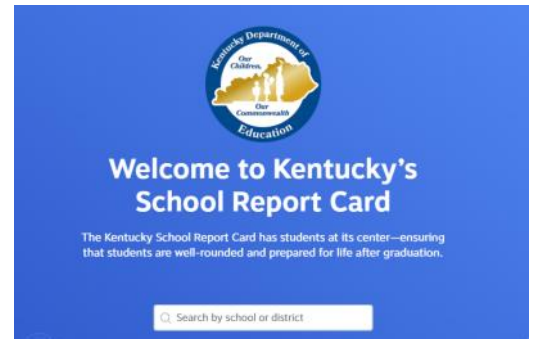 Kentucky Department of
Education
Our
Children,
Our
Commonwealth
Welcome to Kentucky's
School Report Card
The Kentucky School Report Card has students at its center—ensuring
that students are well-rounded and prepared for life after graduation.
Search by school or district